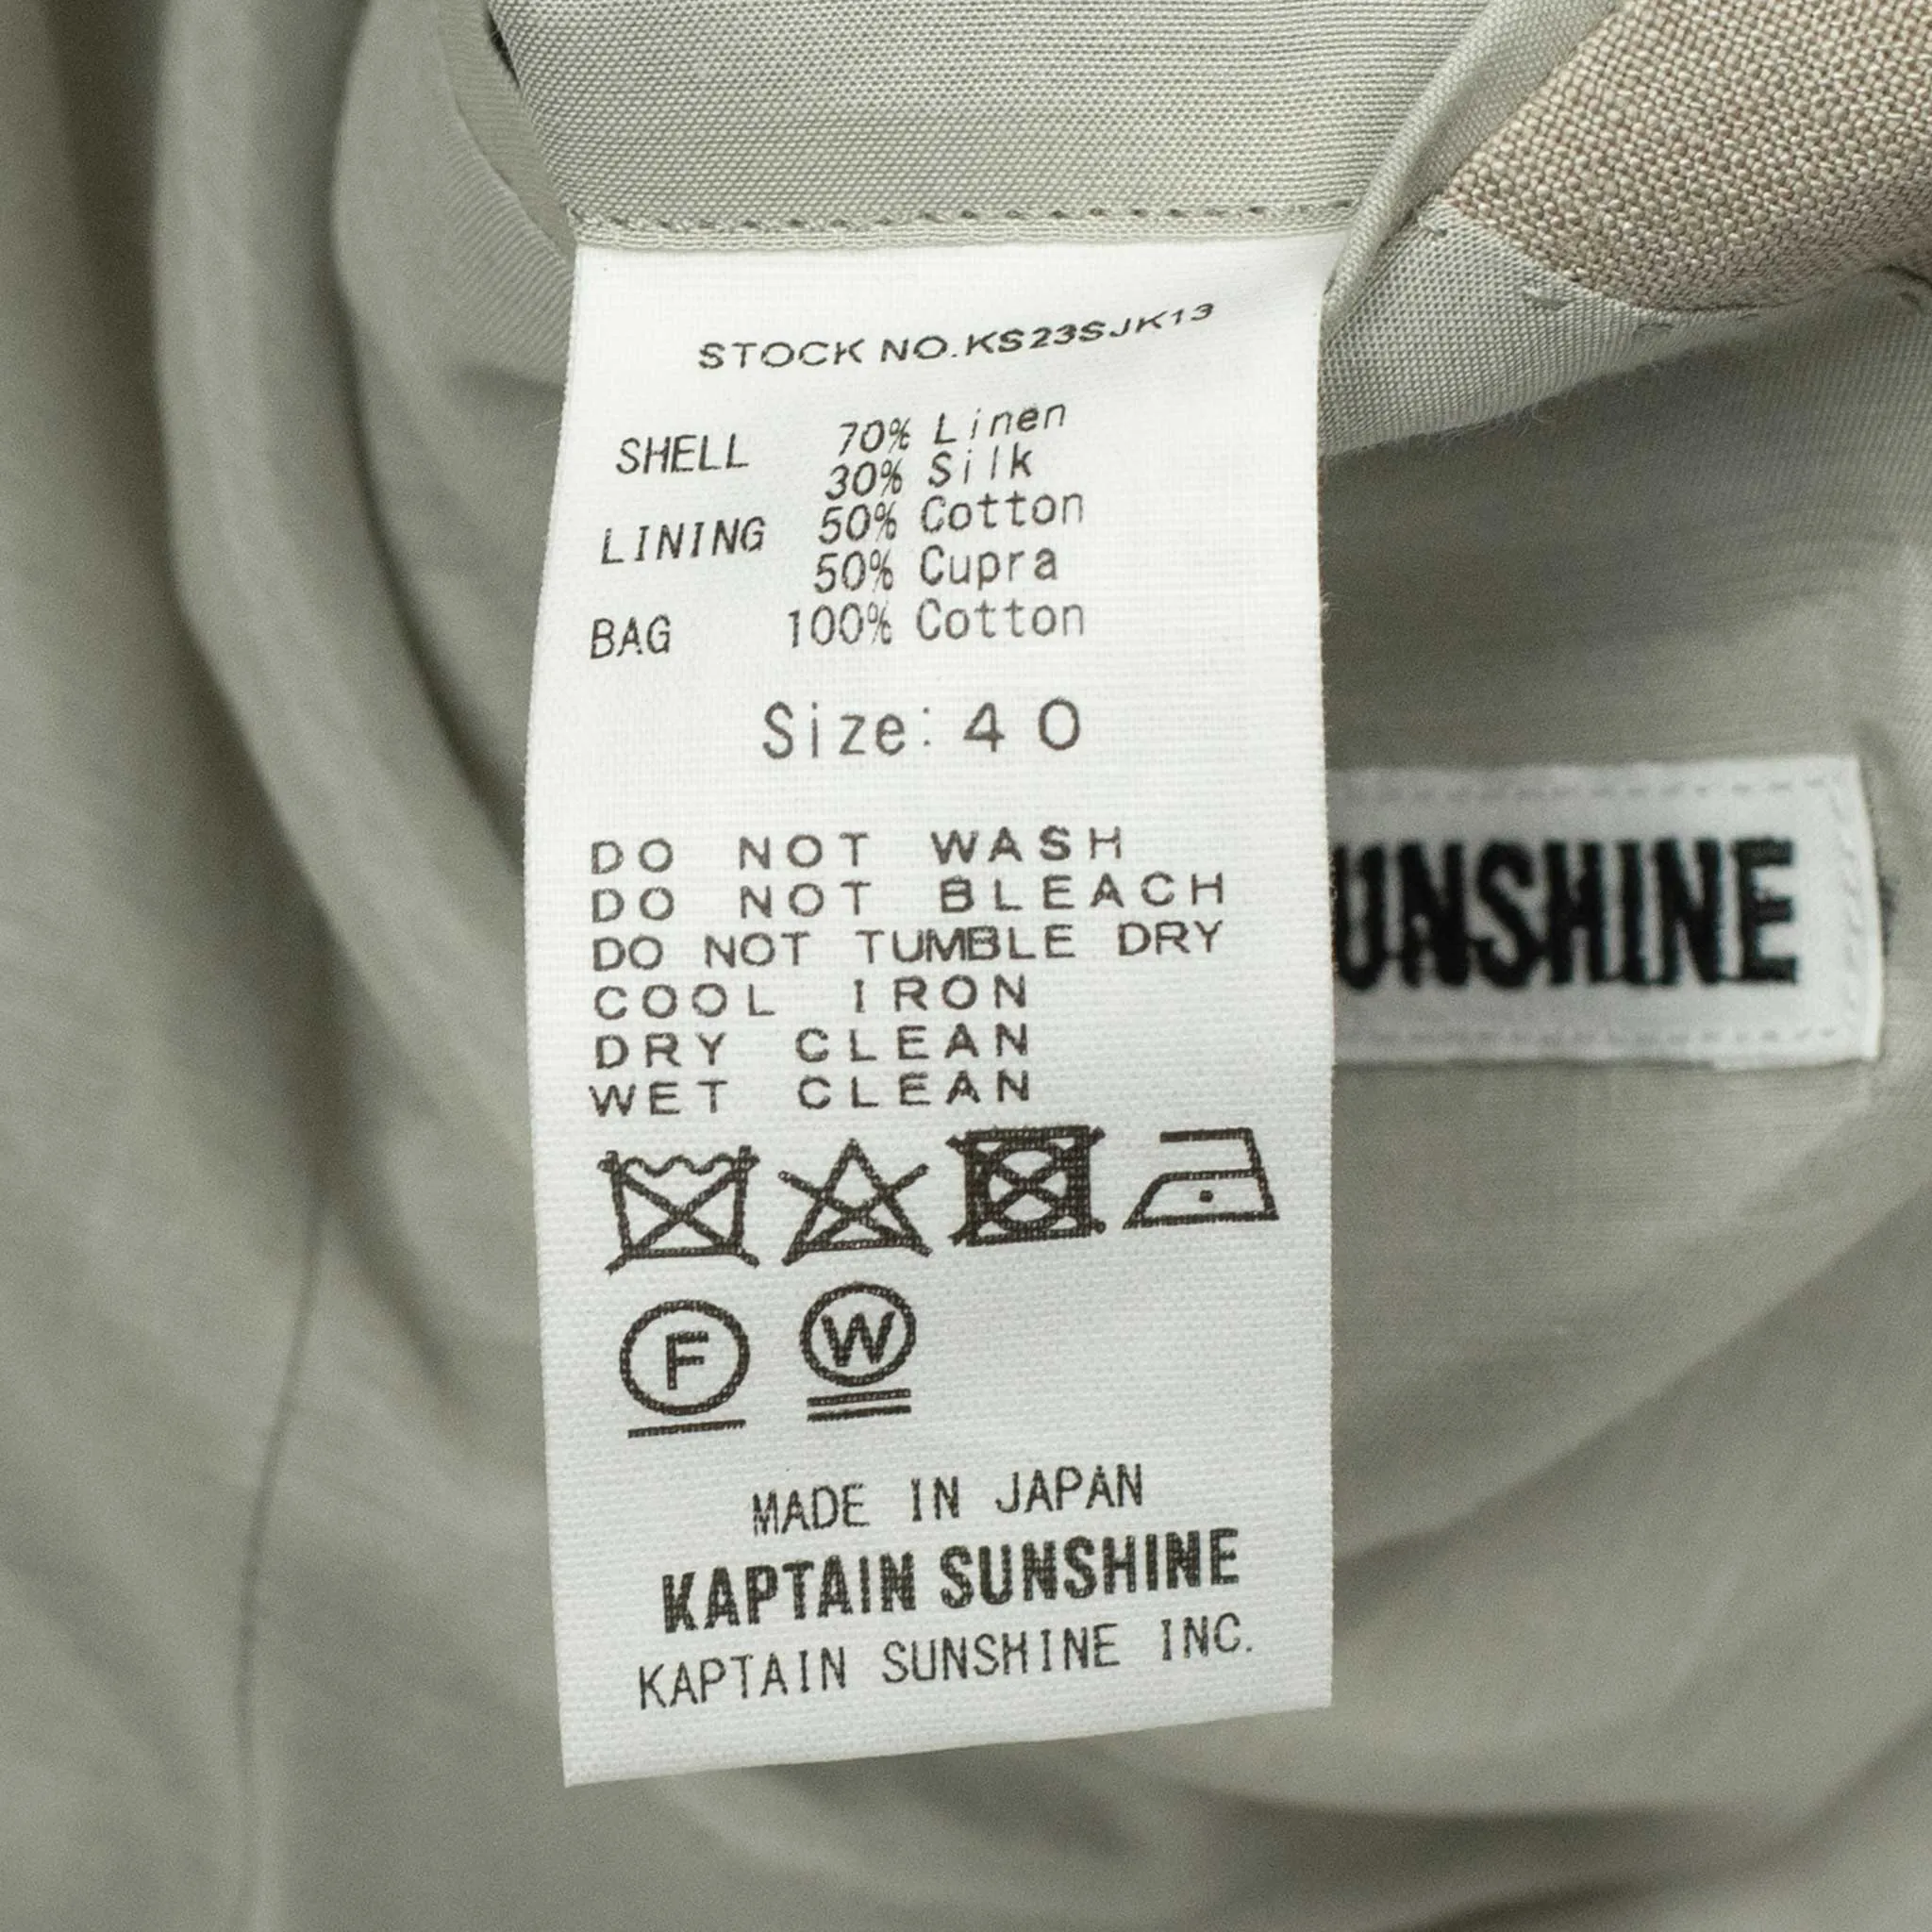 STOCK NO.KS23SJK13
SHELL 70% Linen
30% Silk
LINING 50% Cotton
50% Cupra
BAG 100% Cotton
Size: 40
DO NOT WASH
DO NOT BLEACH
DO NOT TUMBLE DRY
COOL IRON
DRY CLEAN
WET CLEAN
F W
MADE IN JAPAN
KAPTAIN SUNSHINE
KAPTAIN SUNSHINE INC.
UNSHINE